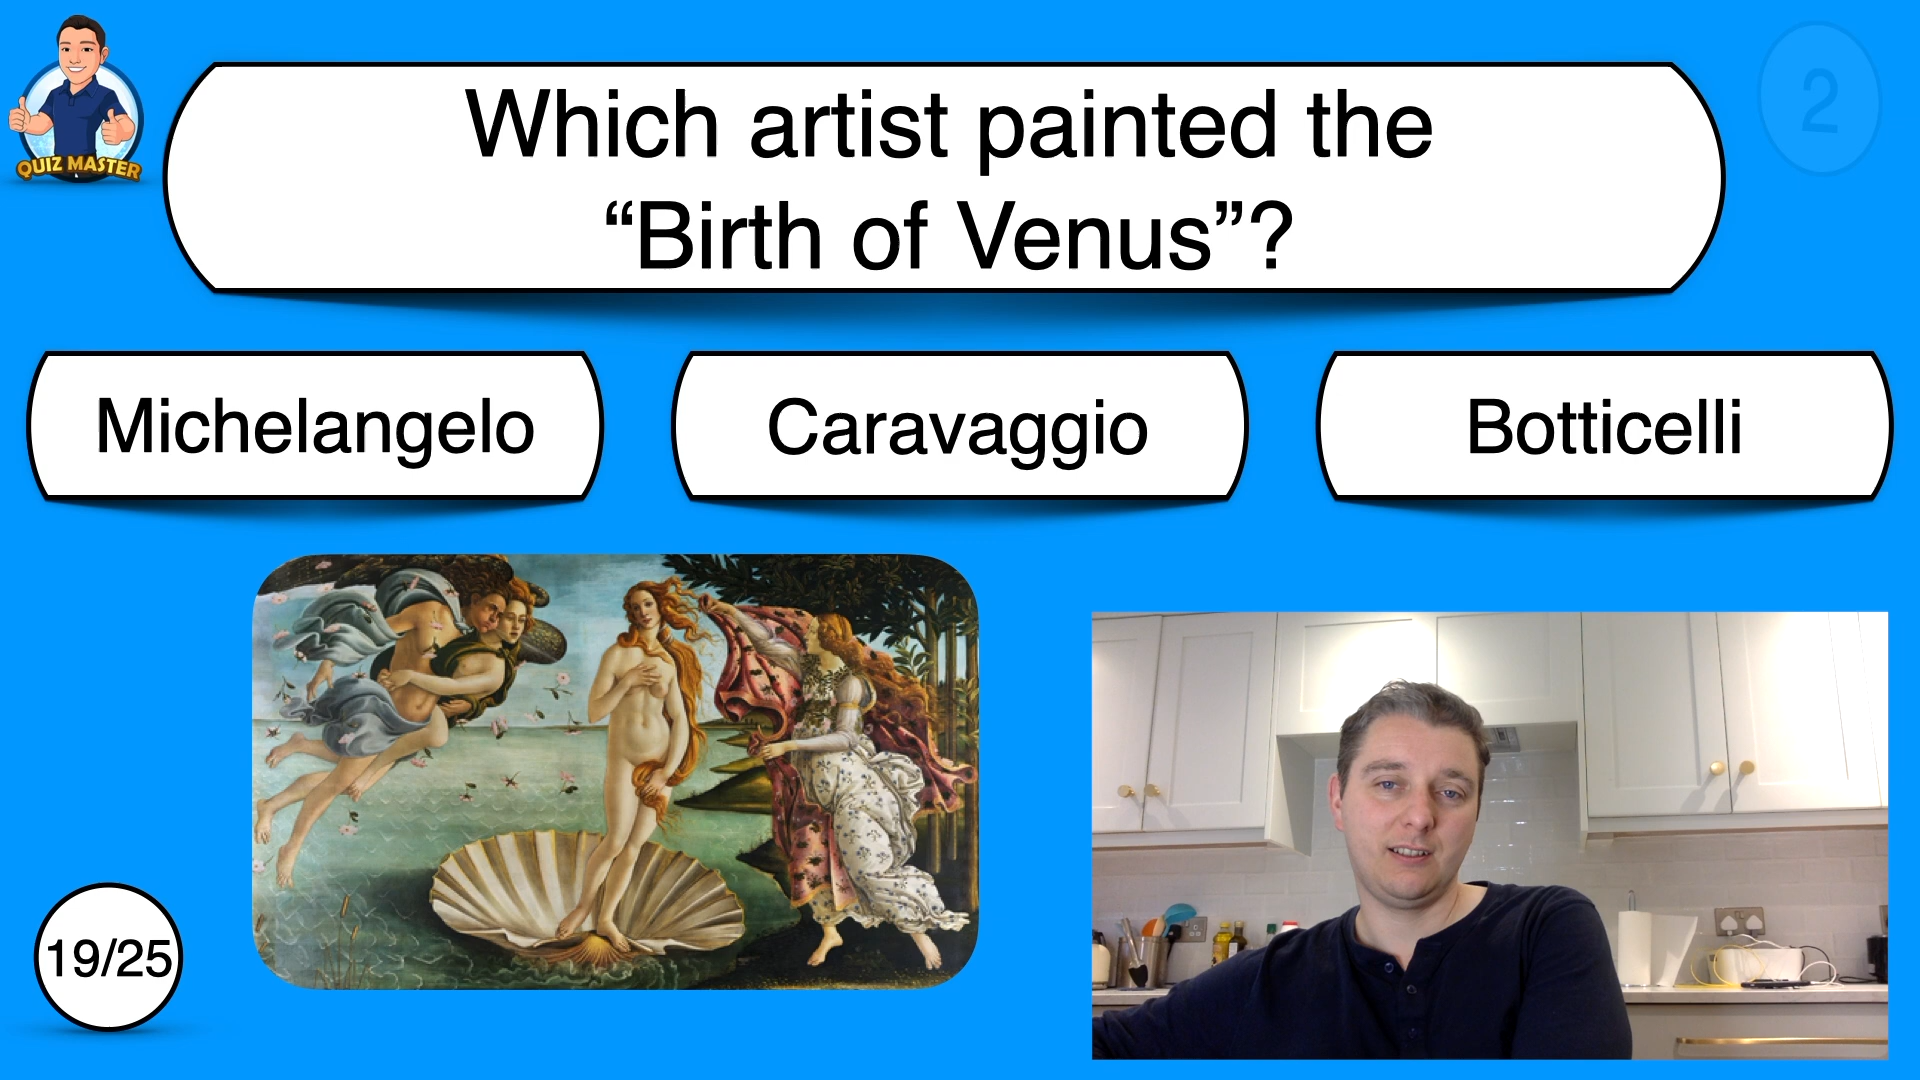 QUIZ MASTER
2
Which artist painted the
“Birth of Venus”?
Michelangelo
Caravaggio
Botticelli
19/25